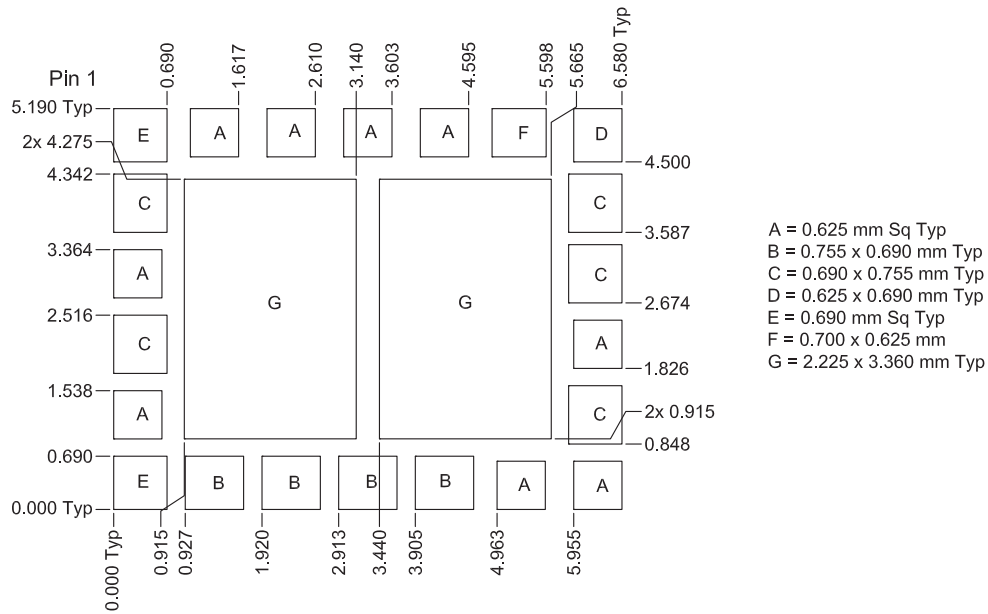 0.690
1.617
2.610
3.140
3.603
4.595
5.598
5.665
6.580 Typ
Pin 1
5.190 Typ
2x 4.275
4.342
3.364
2.516
1.538
0.690
0.000 Typ
E
A
A
A
A
F
D
C
C
A
C
C
A
A
C
E
B
B
B
B
A
A
G
G
4.500
3.587
2.674
1.826
2x 0.915
0.848
0.000 Typ
0.915
0.927
1.920
2.913
3.440
3.905
4.963
5.955
A = 0.625 mm Sq Typ
B = 0.755 x 0.690 mm Typ
C = 0.690 x 0.755 mm Typ
D = 0.625 x 0.690 mm Typ
E = 0.690 mm Sq Typ
F = 0.700 x 0.625 mm
G = 2.225 x 3.360 mm Typ